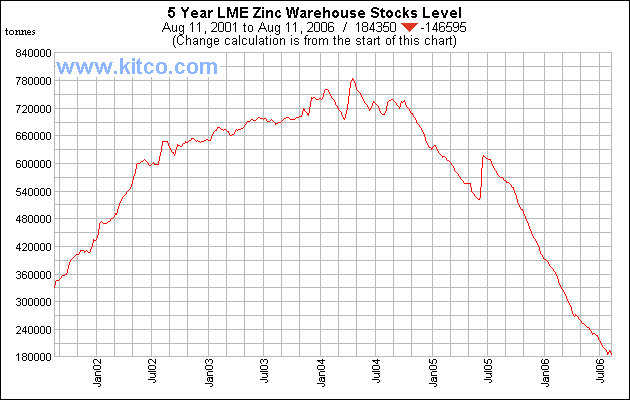 5 Year LME Zinc Warehouse Stocks Level
Aug 11, 2001 to Aug 11, 2006 / 184350 -146595
(Change calculation is from the start of this chart)
tonnes
www.kitco.com
840000
780000
720000
660000
600000
540000
480000
420000
360000
300000
240000
180000
Jan02
Jul02
Jan03
Jul03
Jan04
Jul04
Jan05
Jul05
Jan06
Jul06